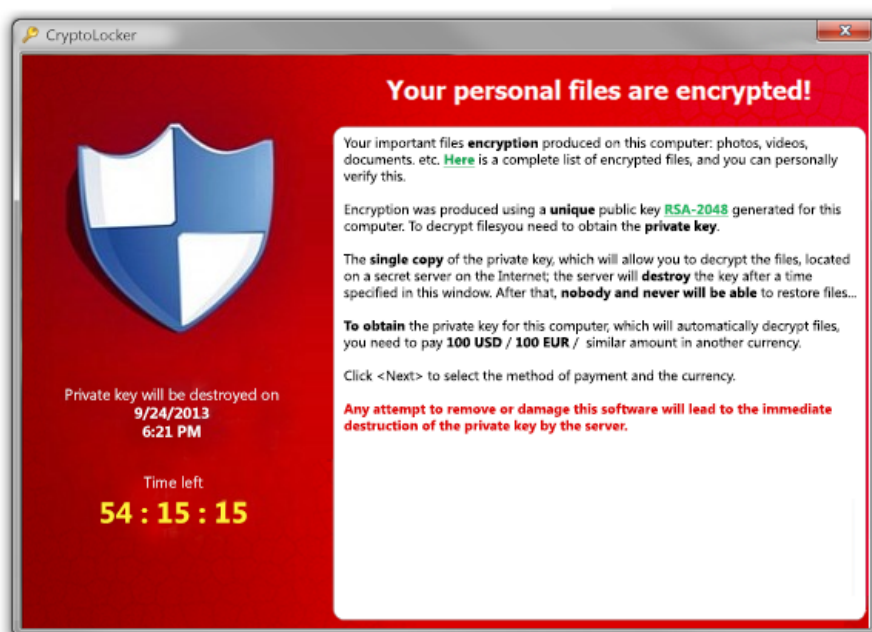 CryptoLocker
Your personal files are encrypted!
Your important files encryption produced on this computer: photos, videos,
documents. etc. Here is a complete list of encrypted files, and you can personally
verify this.
Encryption was produced using a unique public key RSA-2048 generated for this
computer. To decrypt filesyou need to obtain the private key.
The single copy of the private key, which will allow you to decrypt the files, located
on a secret server on the Internet; the server will destroy the key after a time
specified in this window. After that, nobody and never will be able to restore files...
To obtain the private key for this computer, which will automatically decrypt files,
you need to pay 100 USD / 100 EUR / similar amount in another currency.
Click <Next> to select the method of payment and the currency.
Any attempt to remove or damage this software will lead to the immediate
destruction of the private key by the server.
Private key will be destroyed on
9/24/2013
6:21 PM
Time left
54 : 15 : 15